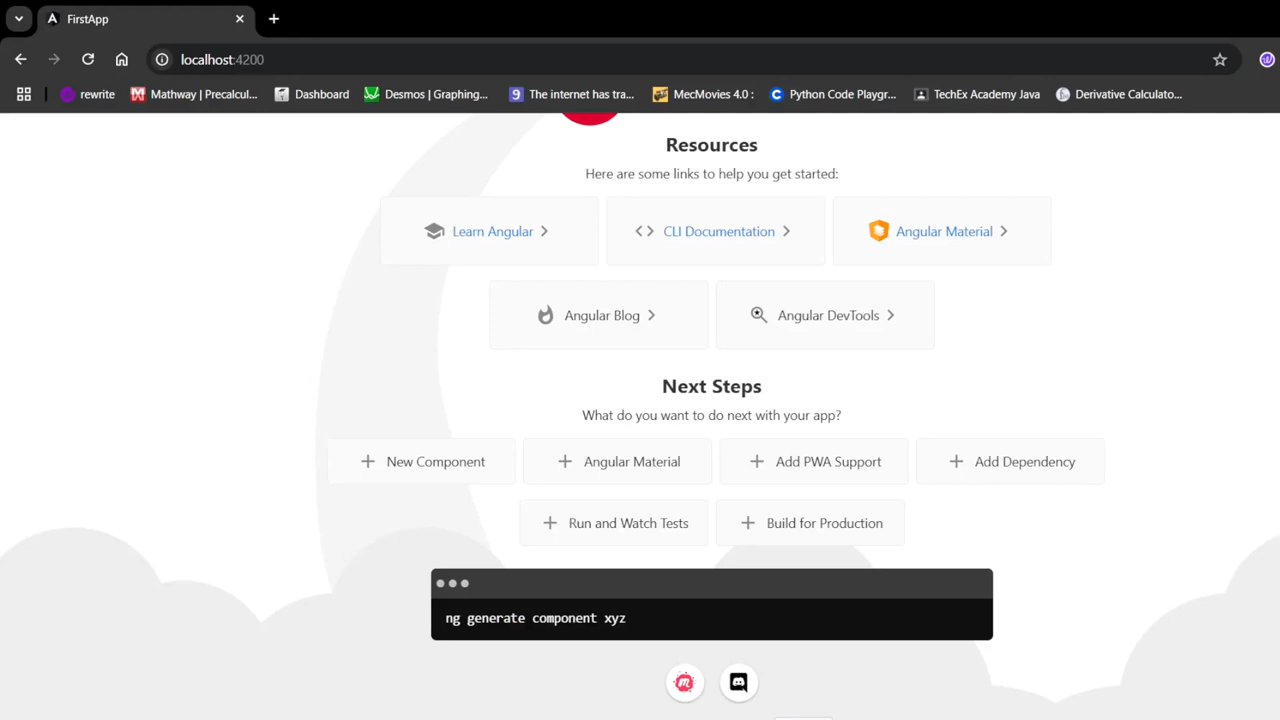 FirstApp
localhost:4200
rewrite
Mathway | Precalcul...
Dashboard
Desmos | Graphing...
The internet has tra...
MecMovies 4.0 :
Python Code Playgr...
TechEx Academy Java
Derivative Calculato...
Resources
Here are some links to help you get started:
Learn Angular
CLI Documentation
Angular Material
Angular Blog
Angular DevTools
Next Steps
What do you want to do next with your app?
New Component
Angular Material
Add PWA Support
Add Dependency
Run and Watch Tests
Build for Production
ng generate component xyz